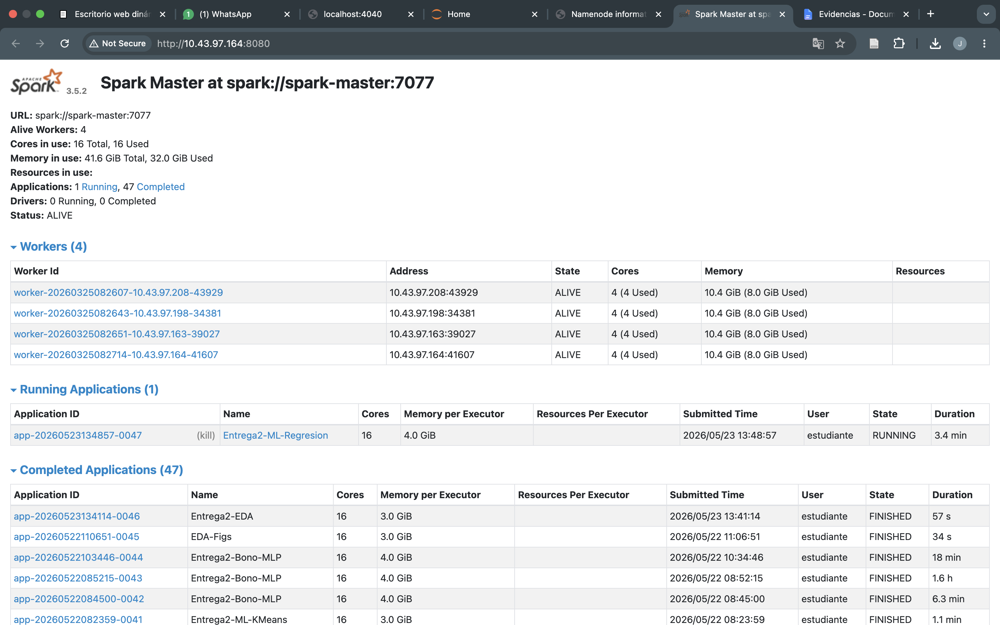 Escritorio web dinár
1 (1) WhatsApp
localhost:4040
Home
Namenode informat
Spark Master at spa
Evidencias - Docum
Not Secure http://10.43.97.164:8080
J
APACHE Spark 3.5.2 Spark Master at spark://spark-master:7077
URL: spark://spark-master:7077
Alive Workers: 4
Cores in use: 16 Total, 16 Used
Memory in use: 41.6 GiB Total, 32.0 GiB Used
Resources in use:
Applications: 1 Running, 47 Completed
Drivers: 0 Running, 0 Completed
Status: ALIVE
Workers (4)
Worker Id Address State Cores Memory Resources
worker-20260325082607-10.43.97.208-43929 10.43.97.208:43929 ALIVE 4 (4 Used) 10.4 GiB (8.0 GiB Used)
worker-20260325082643-10.43.97.198-34381 10.43.97.198:34381 ALIVE 4 (4 Used) 10.4 GiB (8.0 GiB Used)
worker-20260325082651-10.43.97.163-39027 10.43.97.163:39027 ALIVE 4 (4 Used) 10.4 GiB (8.0 GiB Used)
worker-20260325082714-10.43.97.164-41607 10.43.97.164:41607 ALIVE 4 (4 Used) 10.4 GiB (8.0 GiB Used)
Running Applications (1)
Application ID Name Cores Memory per Executor Resources Per Executor Submitted Time User State Duration
app-20260523134857-0047 (kill) Entrega2-ML-Regresion 16 4.0 GiB 2026/05/23 13:48:57 estudiante RUNNING 3.4 min
Completed Applications (47)
Application ID Name Cores Memory per Executor Resources Per Executor Submitted Time User State Duration
app-20260523134114-0046 Entrega2-EDA 16 3.0 GiB 2026/05/23 13:41:14 estudiante FINISHED 57 s
app-20260522110651-0045 EDA-Figs 16 3.0 GiB 2026/05/22 11:06:51 estudiante FINISHED 34 s
app-20260522103446-0044 Entrega2-Bono-MLP 16 4.0 GiB 2026/05/22 10:34:46 estudiante FINISHED 18 min
app-20260522085215-0043 Entrega2-Bono-MLP 16 4.0 GiB 2026/05/22 08:52:15 estudiante FINISHED 1.6 h
app-20260522084500-0042 Entrega2-Bono-MLP 16 4.0 GiB 2026/05/22 08:45:00 estudiante FINISHED 6.3 min
app-20260522082359-0041 Entrega2-ML-KMeans 16 3.0 GiB 2026/05/22 08:23:59 estudiante FINISHED 1.1 min